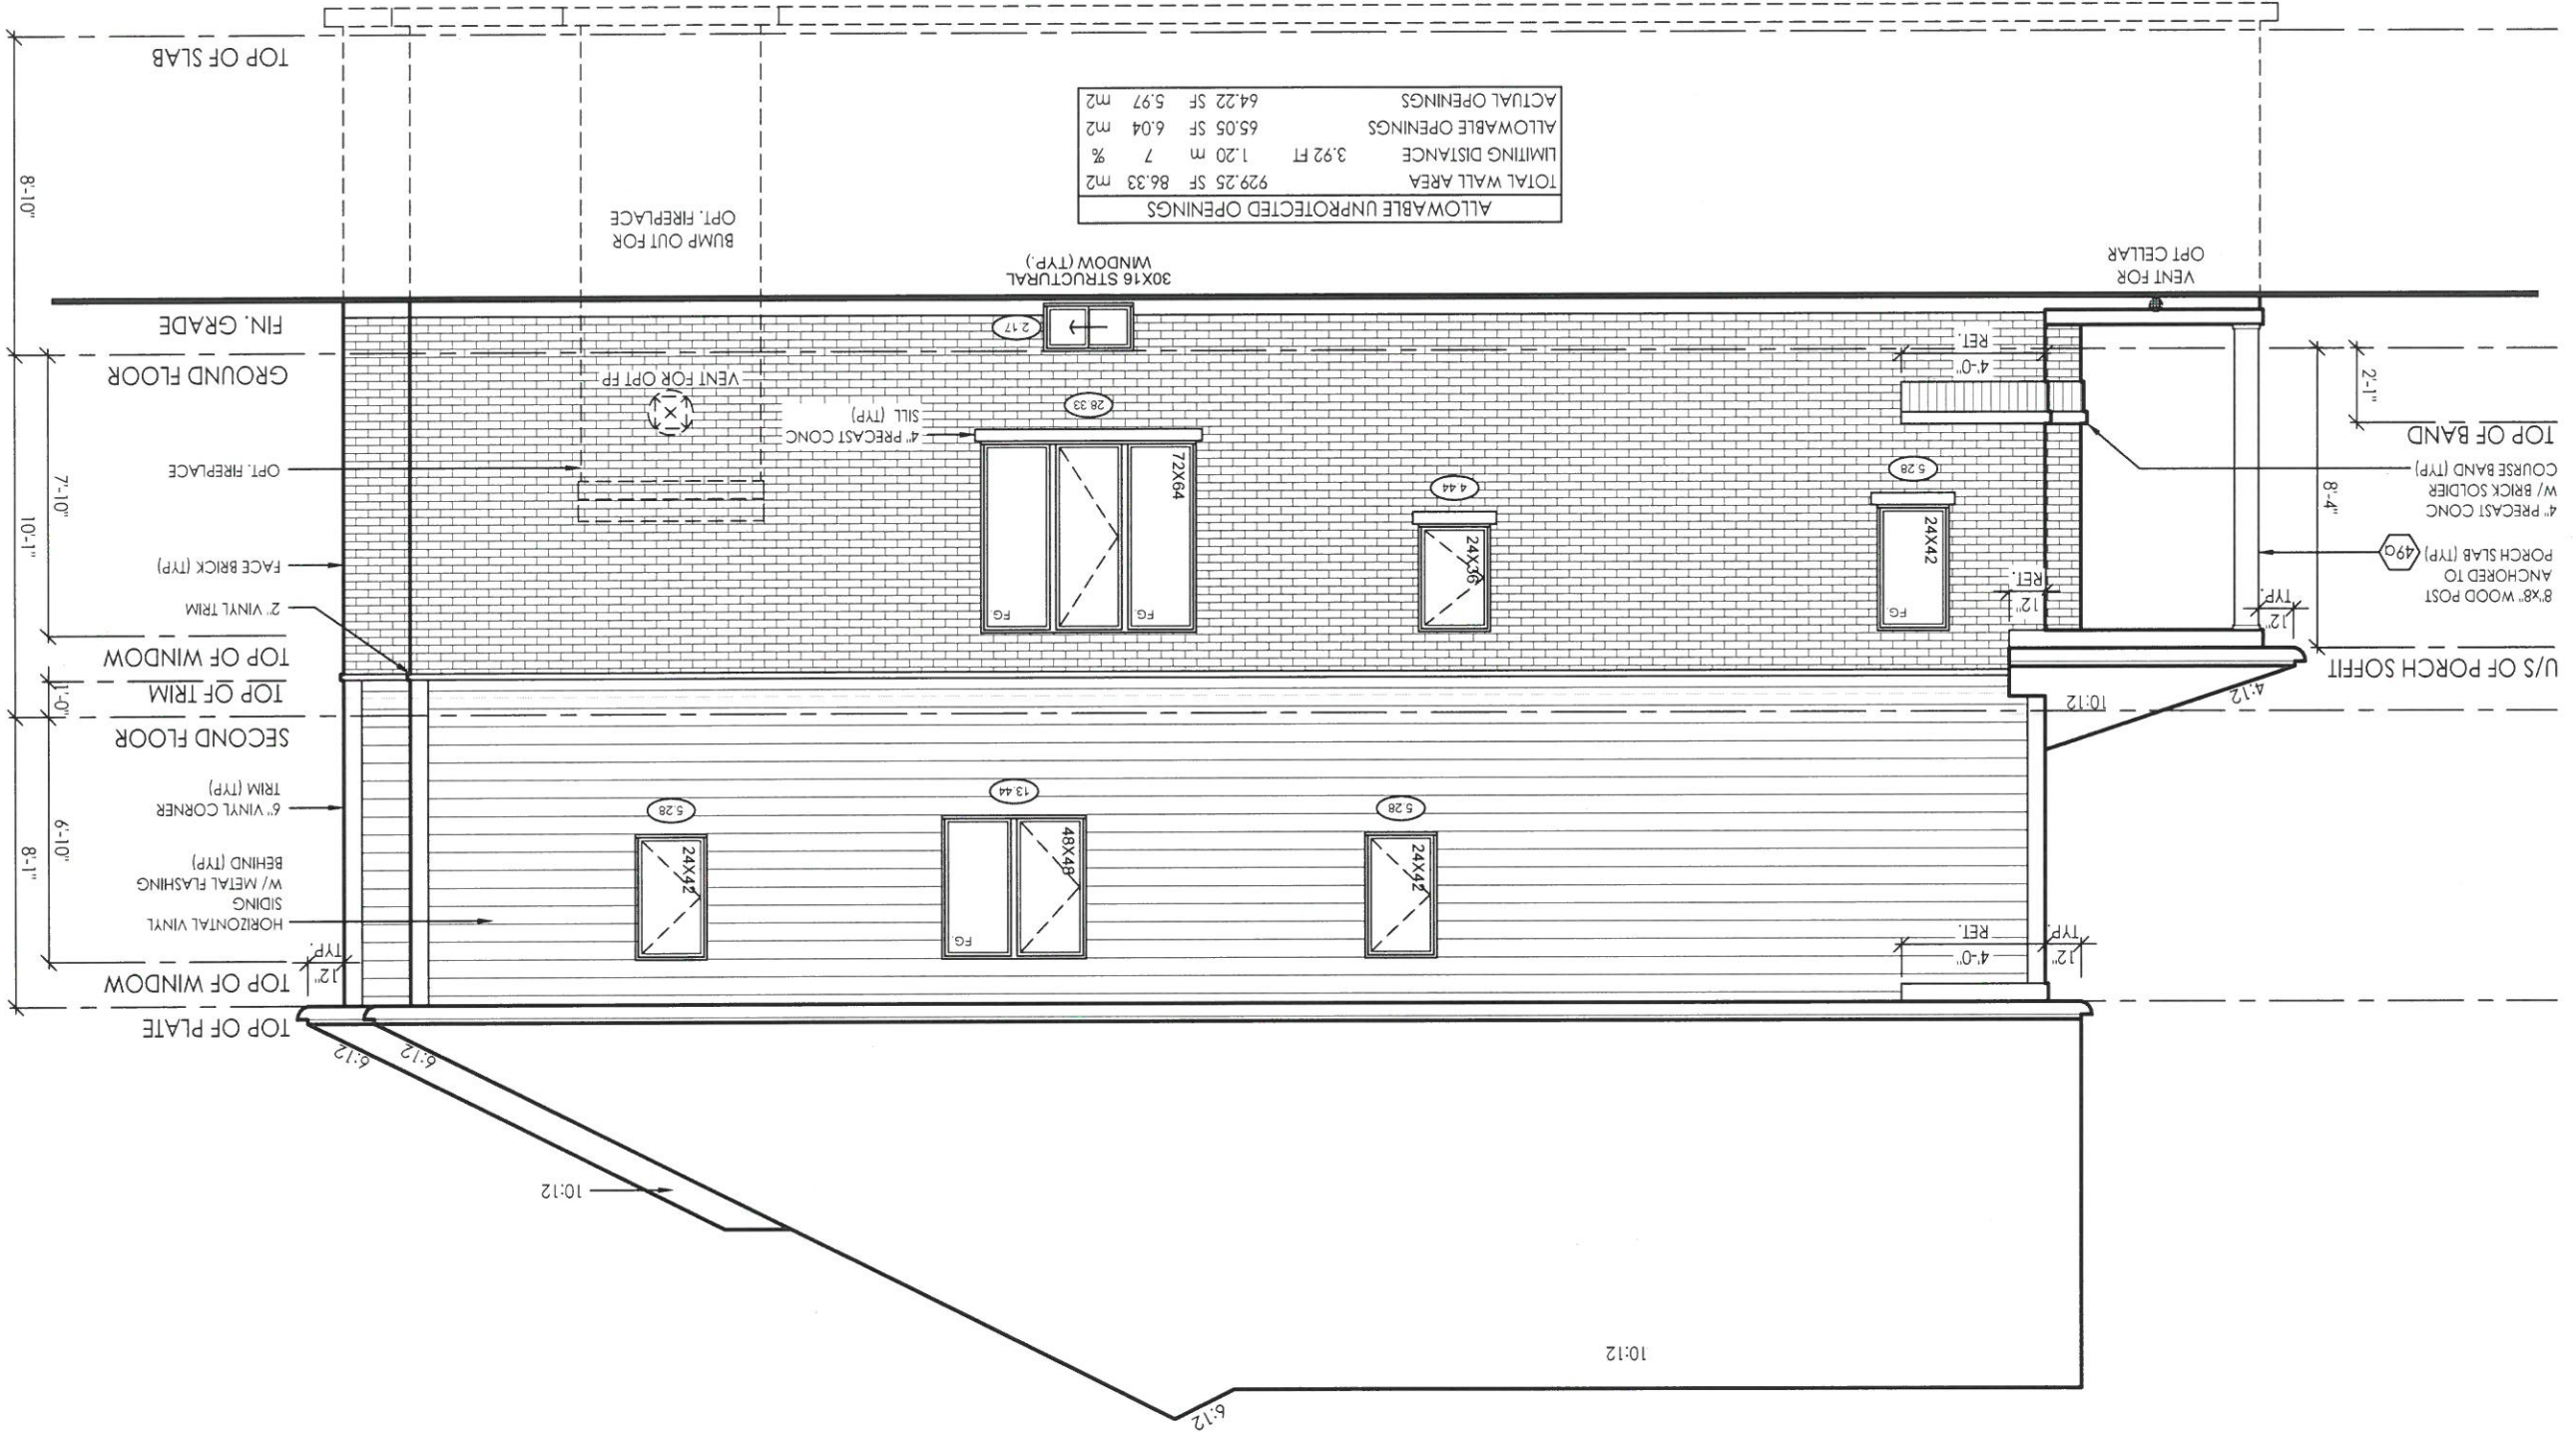 6:12
10:12
10:12
6:12
6:12
TOP OF PLATE
TOP OF WINDOW
12"
TYP.
4'-0"
RET.
12"
TYP.
HORIZONTAL VINYL
SIDING
W/ METAL FLASHING
BEHIND (TYP)
6" VINYL CORNER
TRIM (TYP)
24X42
48X48
FG.
24X42
5.28
13.44
5.28
8'-1"
6'-10"
SECOND FLOOR
TOP OF TRIM
1'-0"
TOP OF WINDOW
4:12
10:12
U/S OF PORCH SOFFIT
12"
TYP.
8"x8" WOOD POST
ANCHORED TO
PORCH SLAB (TYP)
49a
4" PRECAST CONC
W/ BRICK SOLDIER
COURSE BAND (TYP)
TOP OF BAND
8'-4"
2'-1"
12"
RET.
FG.
24X42
5.28
24X36
4.44
FG.
FG.
72X64
28.33
4" PRECAST CONC
SILL (TYP)
2" VINYL TRIM
FACE BRICK (TYP)
OPT. FIREPLACE
VENT FOR OPT FP
7'-10"
10'-1"
4'-0"
RET.
GROUND FLOOR
FIN. GRADE
2.17
30X16 STRUCTURAL
WINDOW (TYP.)
VENT FOR
OPT CELLAR
BUMP OUT FOR
OPT. FIREPLACE
8'-10"
ALLOWABLE UNPROTECTED OPENINGS
TOTAL WALL AREA 929.25 SF 86.33 m2
LIMITING DISTANCE 3.92 FT 1.20 m 7 %
ALLOWABLE OPENINGS 65.05 SF 6.04 m2
ACTUAL OPENINGS 64.22 SF 5.97 m2
TOP OF SLAB